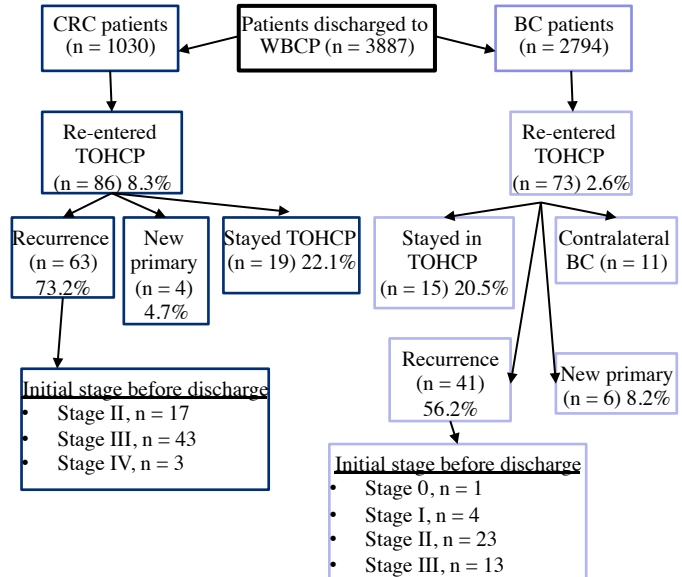 CRC patients
(n = 1030)
Patients discharged to
WBCP (n = 3887)
BC patients
(n = 2794)
Re-entered
TOHCP
(n = 86) 8.3%
Re-entered
TOHCP
(n = 73) 2.6%
Recurrence
(n = 63)
73.2%
New
primary
(n = 4)
4.7%
Stayed TOHCP
(n = 19) 22.1%
Stayed in
TOHCP
(n = 15) 20.5%
Contralateral
BC (n = 11)
Recurrence
(n = 41)
56.2%
New primary
(n = 6) 8.2%
Initial stage before discharge
• Stage II, n = 17
• Stage III, n = 43
• Stage IV, n = 3
Initial stage before discharge
• Stage 0, n = 1
• Stage I, n = 4
• Stage II, n = 23
• Stage III, n = 13